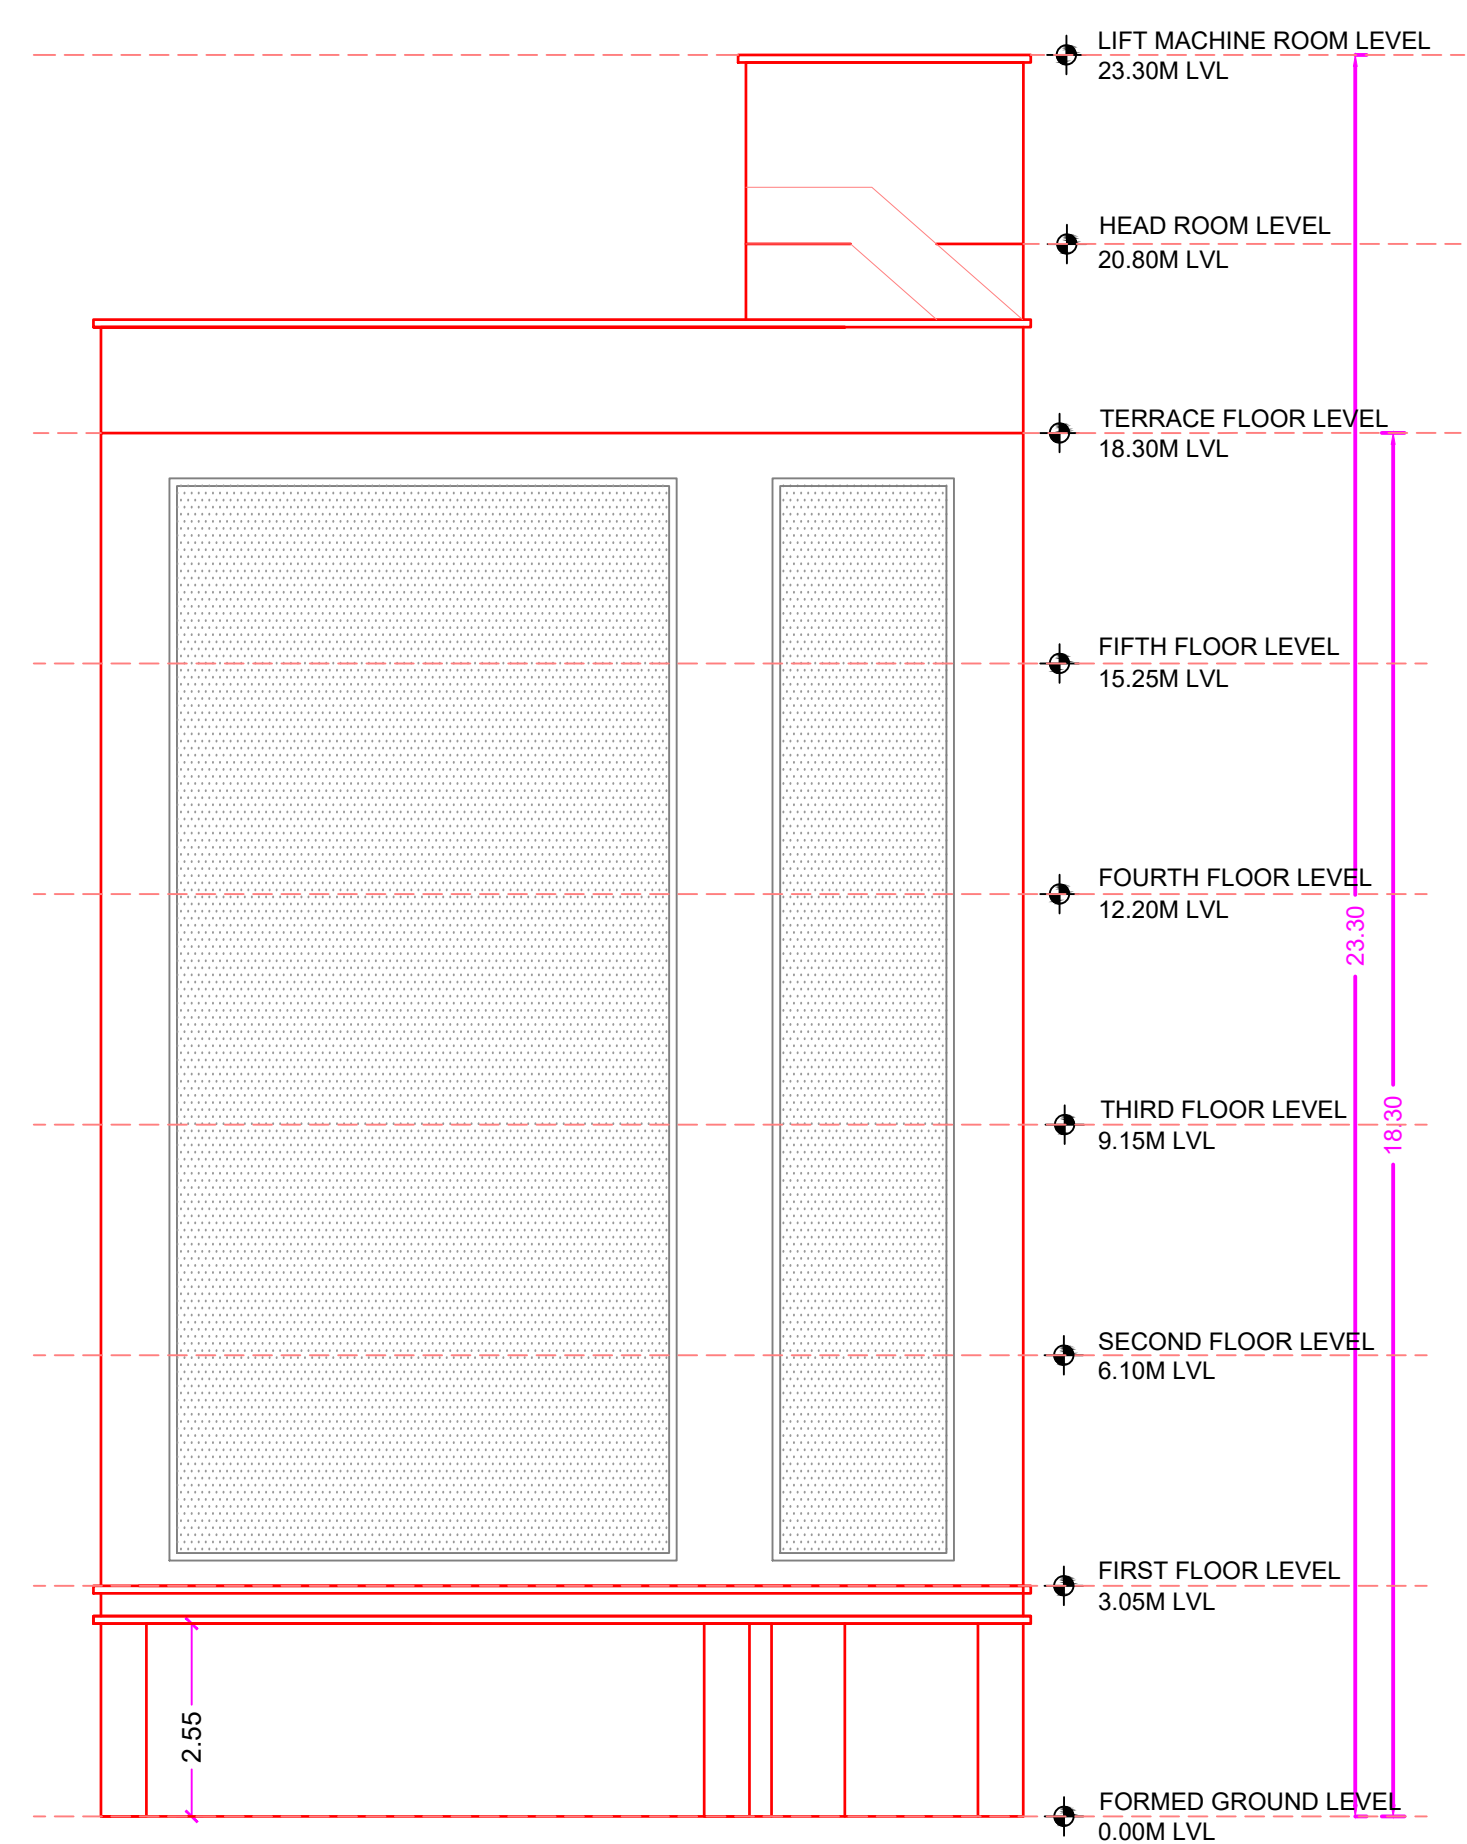 LIFT MACHINE ROOM LEVEL
23.30M LVL
HEAD ROOM LEVEL
20.80M LVL
TERRACE FLOOR LEVEL
18.30M LVL
FIFTH FLOOR LEVEL
15.25M LVL
FOURTH FLOOR LEVEL
12.20M LVL
23.30
THIRD FLOOR LEVEL
9.15M LVL
18.30
SECOND FLOOR LEVEL
6.10M LVL
FIRST FLOOR LEVEL
3.05M LVL
2.55
FORMED GROUND LEVEL
0.00M LVL